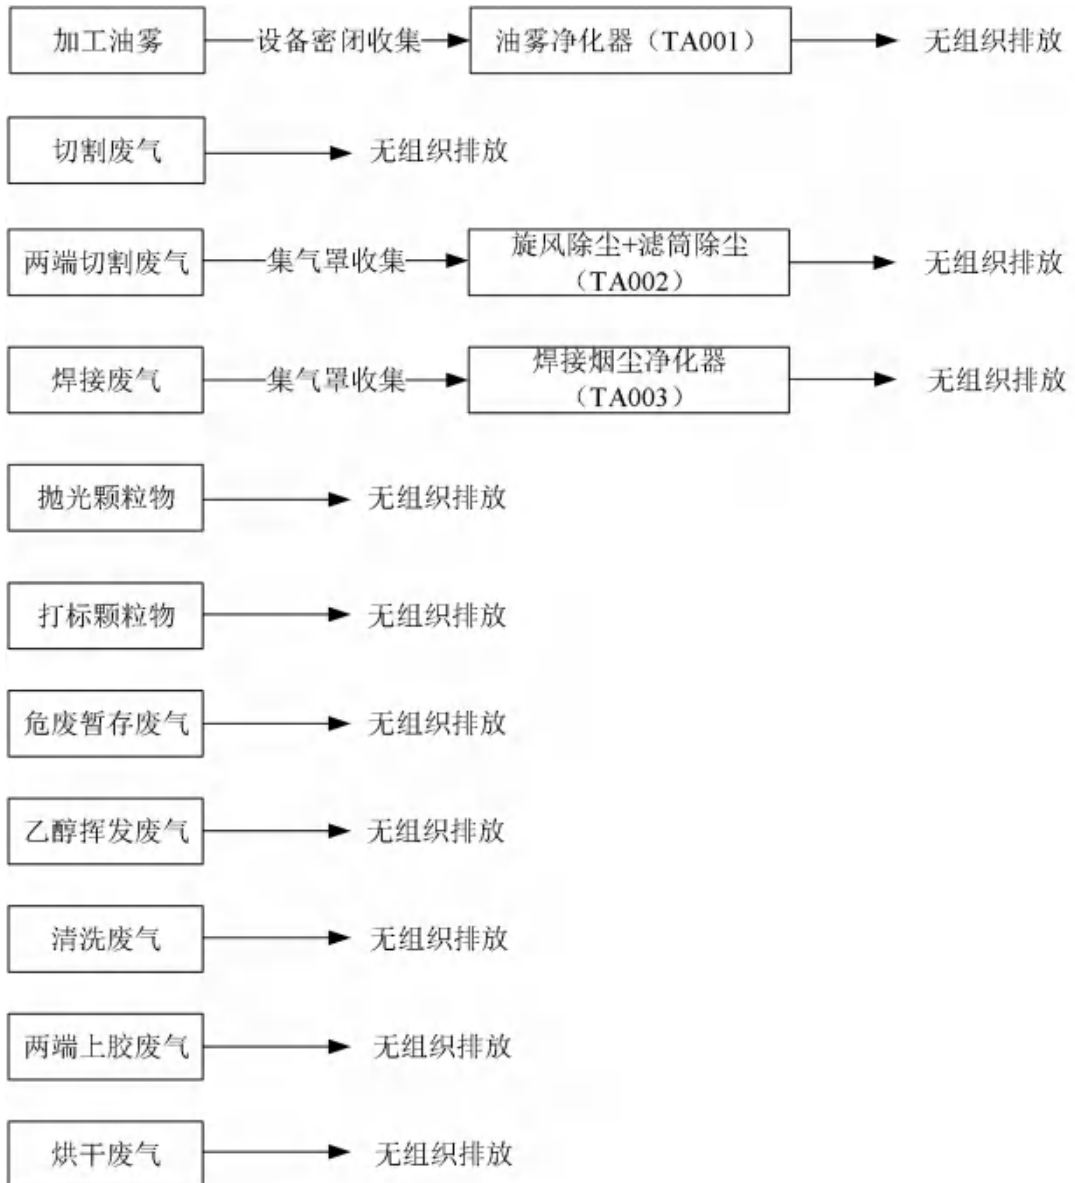 加工油雾 设备密闭收集 油雾净化器（TA001） 无组织排放
切割废气 无组织排放
两端切割废气 集气罩收集 旋风除尘+滤筒除尘 无组织排放
（TA002）
焊接废气 集气罩收集 焊接烟尘净化器 无组织排放
（TA003）
抛光颗粒物 无组织排放
打标颗粒物 无组织排放
危废暂存废气 无组织排放
乙醇挥发废气 无组织排放
清洗废气 无组织排放
两端上胶废气 无组织排放
烘干废气 无组织排放